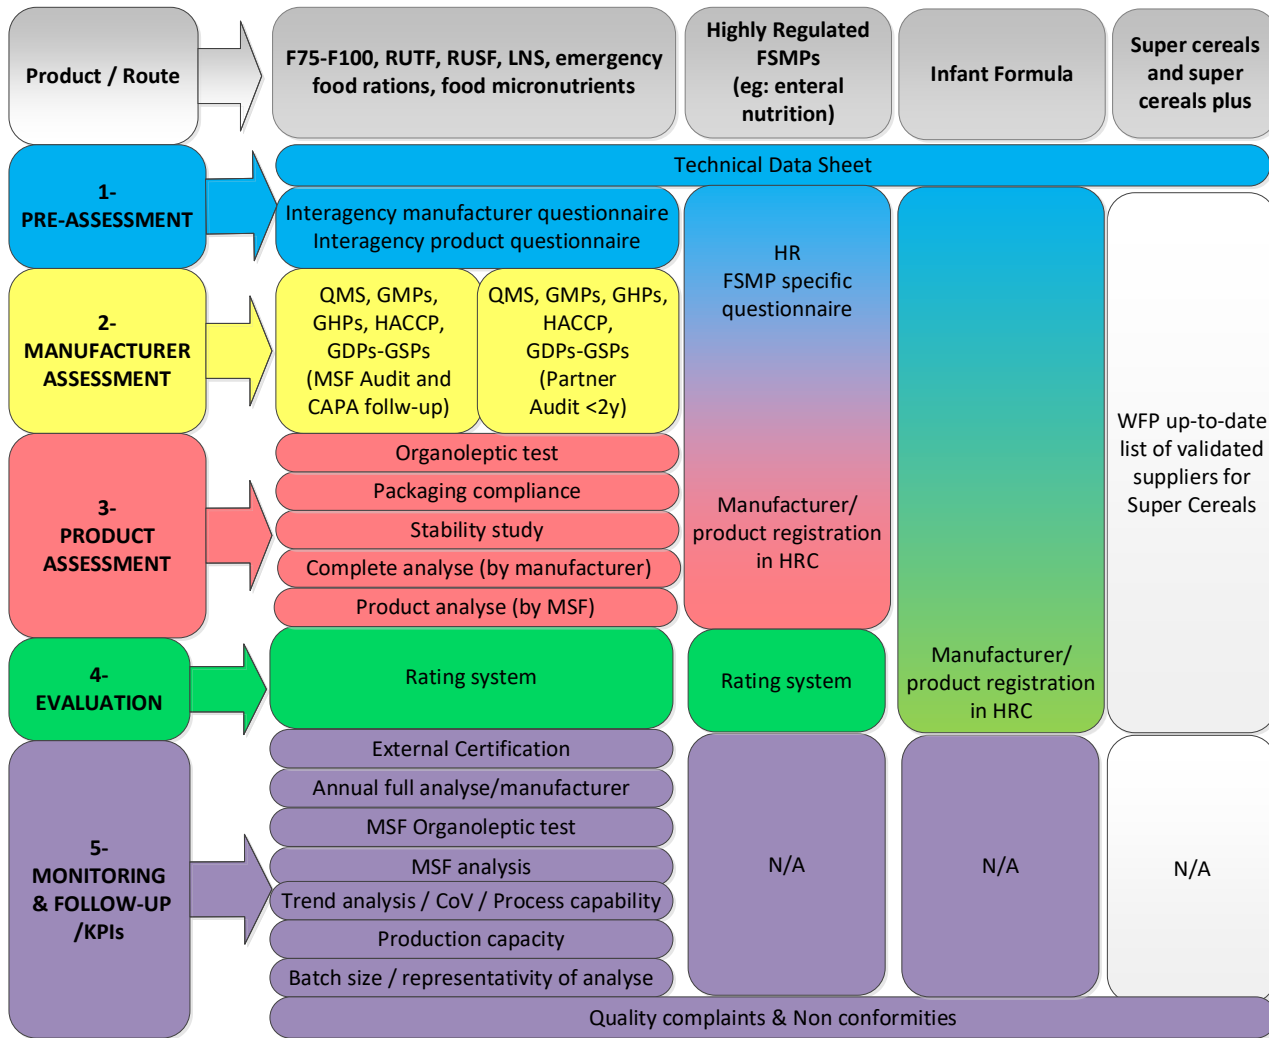 Product / Route
F75-F100, RUTF, RUSF, LNS, emergency
food rations, food micronutrients
Highly Regulated
FSMPs
(eg: enteral
nutrition)
Infant Formula
Super cereals
and super
cereals plus
1-
PRE-ASSESSMENT
Technical Data Sheet
Interagency manufacturer questionnaire
Interagency product questionnaire
HR
FSMP specific
questionnaire
2-
MANUFACTURER
ASSESSMENT
QMS, GMPs,
GHPs, HACCP,
GDPs-GSPs
(MSF Audit and
CAPA follw-up)
QMS, GMPs, GHPs,
HACCP,
GDPs-GSPs
(Partner
Audit <2y)
3-
PRODUCT
ASSESSMENT
Organoleptic test
Packaging compliance
Stability study
Complete analyse (by manufacturer)
Product analyse (by MSF)
Manufacturer/
product registration
in HRC
WFP up-to-date
list of validated
suppliers for
Super Cereals
4-
EVALUATION
Rating system
Rating system
Manufacturer/
product registration
in HRC
5-
MONITORING
& FOLLOW-UP
/KPIs
External Certification
Annual full analyse/manufacturer
MSF Organoleptic test
MSF analysis
Trend analysis / CoV / Process capability
Production capacity
Batch size / representativity of analyse
N/A
N/A
N/A
Quality complaints & Non conformities